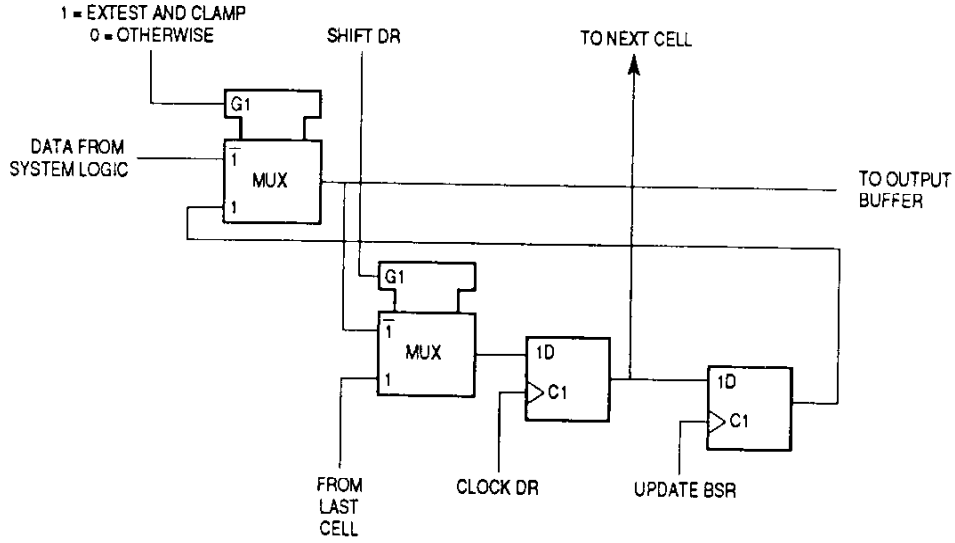 1 = EXTEST AND CLAMP
0 = OTHERWISE
SHIFT DR
TO NEXT CELL
G1
DATA FROM
SYSTEM LOGIC
1
MUX
1
TO OUTPUT
BUFFER
G1
1
MUX
1
1D
C1
1D
C1
FROM
LAST
CELL
CLOCK DR
UPDATE BSR